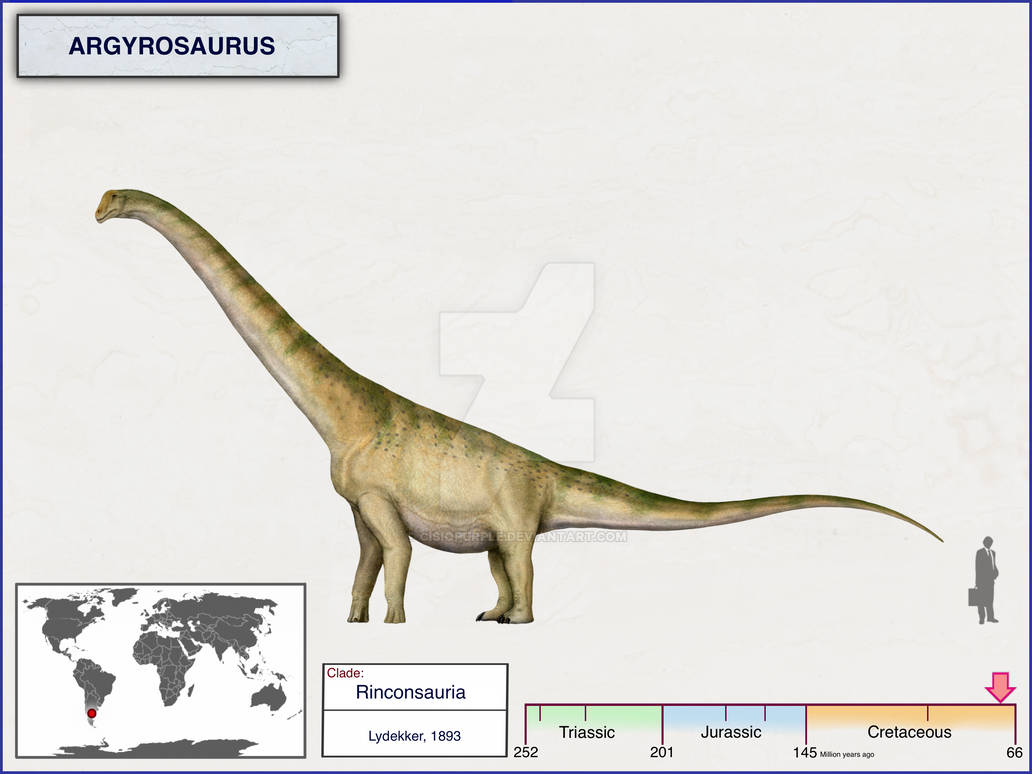 ARGYROSAURUS
CISIOPURPLE.DEVIANTART.COM
Clade:
Rinconsauria
Lydekker, 1893
Triassic Jurassic Cretaceous
252 201 145 Million years ago 66